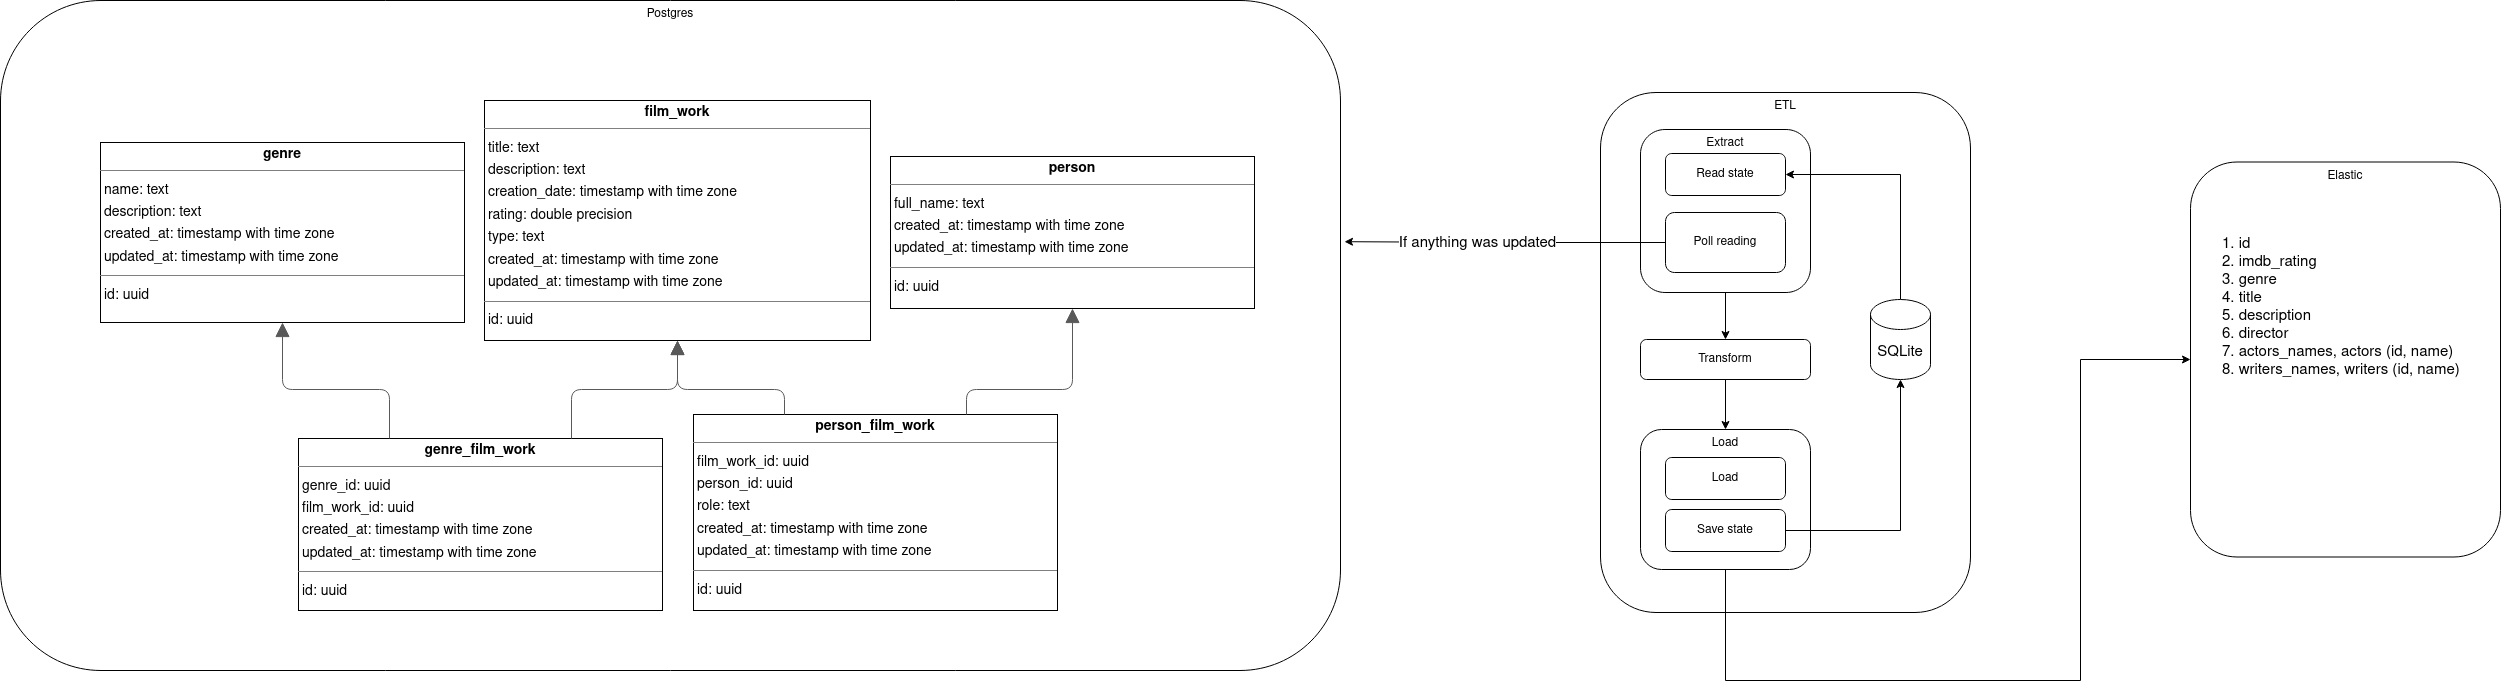 Postgres
genre
name: text
description: text
created_at: timestamp with time zone
updated_at: timestamp with time zone
id: uuid
film_work
title: text
description: text
creation_date: timestamp with time zone
rating: double precision
type: text
created_at: timestamp with time zone
updated_at: timestamp with time zone
id: uuid
person
full_name: text
created_at: timestamp with time zone
updated_at: timestamp with time zone
id: uuid
genre_film_work
genre_id: uuid
film_work_id: uuid
created_at: timestamp with time zone
updated_at: timestamp with time zone
id: uuid
person_film_work
film_work_id: uuid
person_id: uuid
role: text
created_at: timestamp with time zone
updated_at: timestamp with time zone
id: uuid
If anything was updated
ETL
Extract
Read state
Poll reading
Transform
Load
Load
Save state
SQLite
Elastic
1. id
2. imdb_rating
3. genre
4. title
5. description
6. director
7. actors_names, actors (id, name)
8. writers_names, writers (id, name)